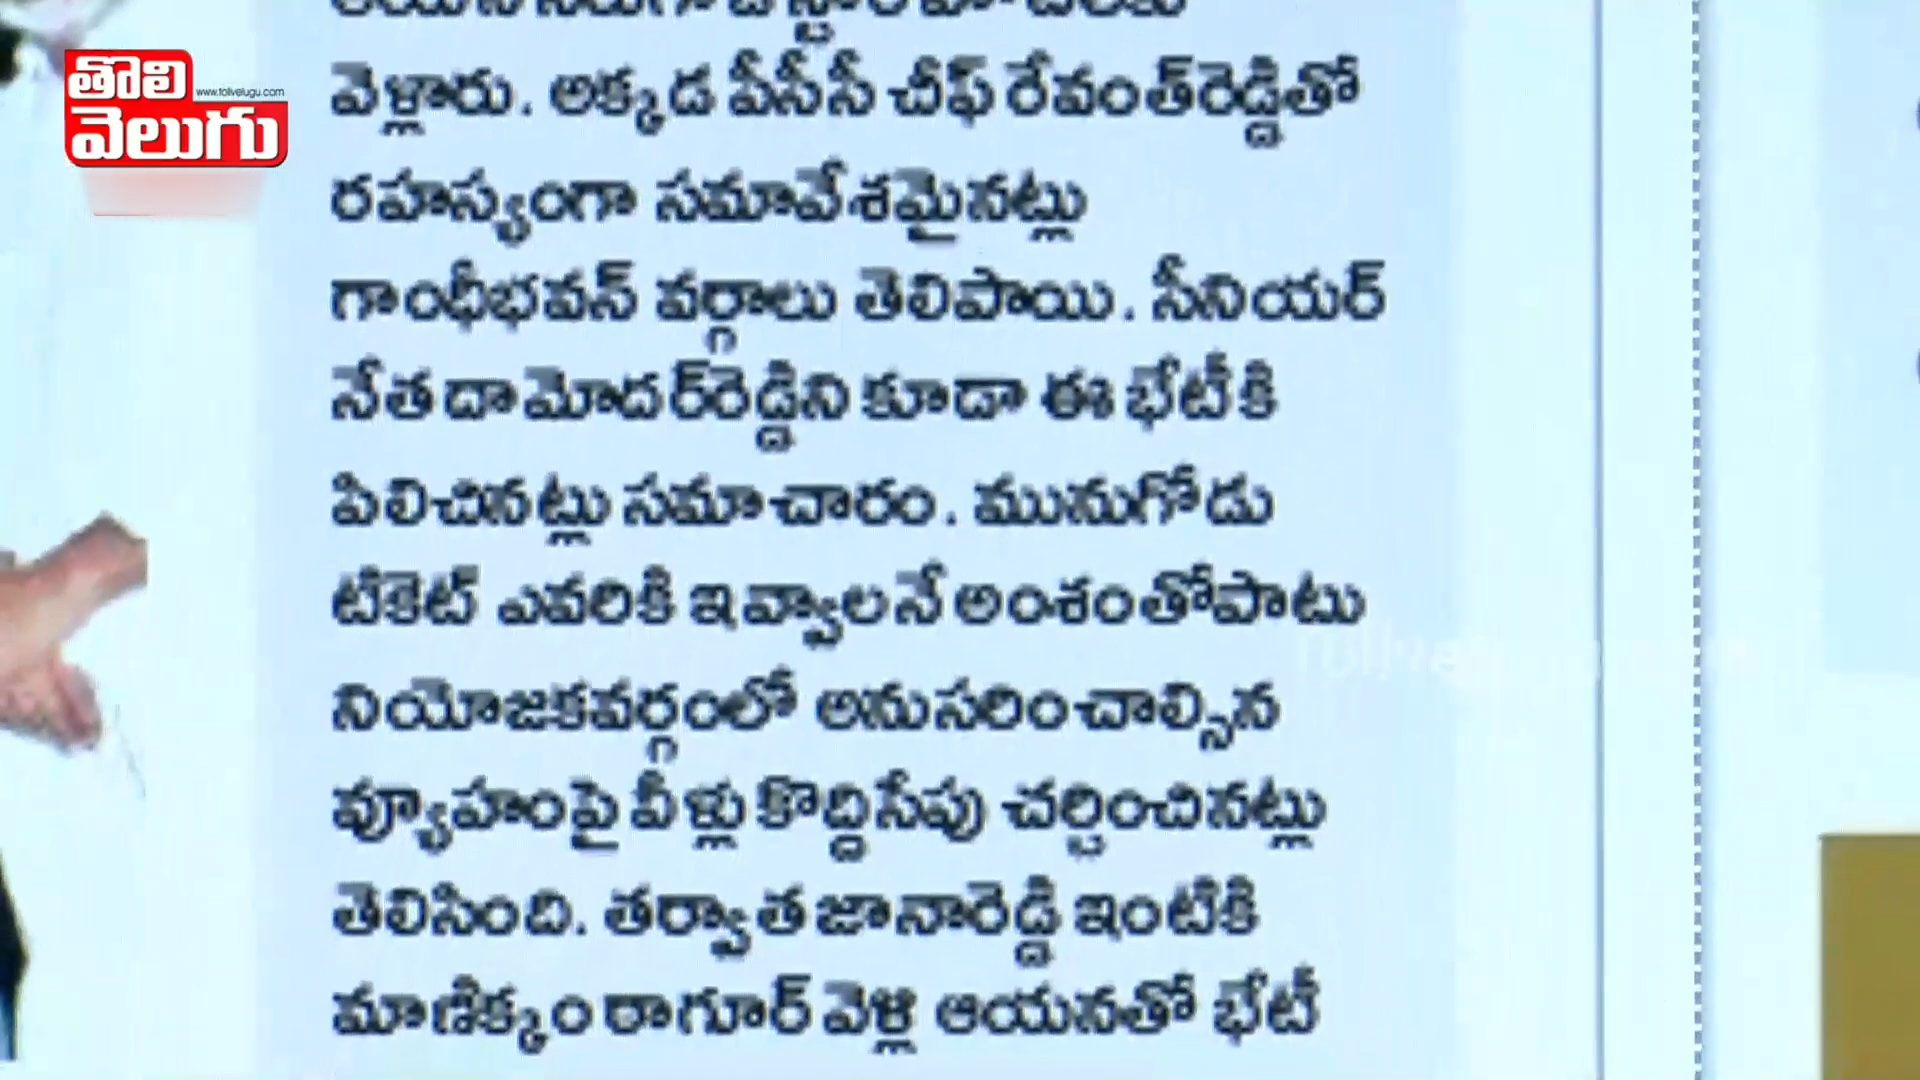 తొలి
వెలుగు
www.tolivelugu.com
వెళ్లారు. అక్కడ పీసీసీ చీఫ్ రేవంత్‌రెడ్డితో
రహస్యంగా సమావేశమైనట్లు
గాంధీభవన్ వర్గాలు తెలిపాయి. సీనియర్
నేత దామోదర్‌రెడ్డిని కూడా ఈ భేటీకి
పిలిచినట్లు సమాచారం. మునుగోడు
టికెట్ ఎవరికి ఇవ్వాలనే అంశంతోపాటు
నియోజకవర్గంలో అనుసరించాల్సిన
వ్యూహంపై వీళ్లు కొద్దిసేపు చర్చించినట్లు
తెలిసింది. తర్వాత జానారెడ్డి ఇంటికి
మాణిక్కం ఠాగూర్ వెళ్లి ఆయనతో భేటీ